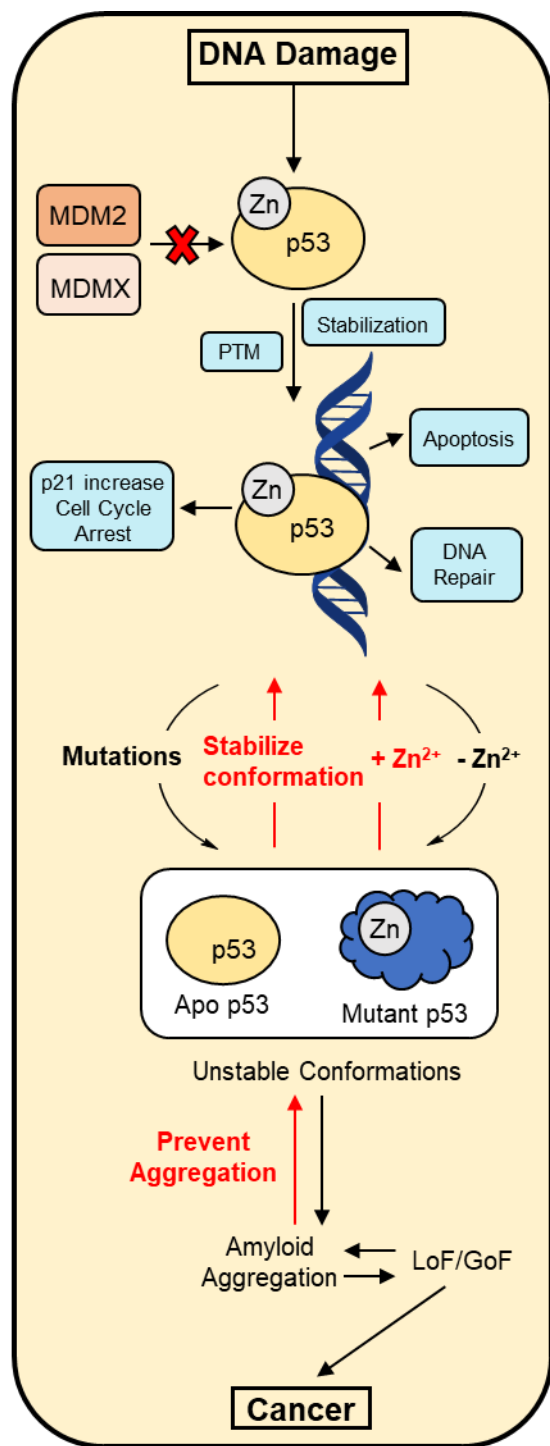 DNA Damage
Zn
p53
MDM2
MDMX
Stabilization
PTM
Apoptosis
p21 increase
Cell Cycle
Arrest
Zn
p53
DNA
Repair
Mutations
Stabilize
conformation
+ Zn²⁺
- Zn²⁺
p53
Apo p53
Zn
Mutant p53
Unstable Conformations
Prevent
Aggregation
Amyloid
Aggregation
LoF/GoF
Cancer